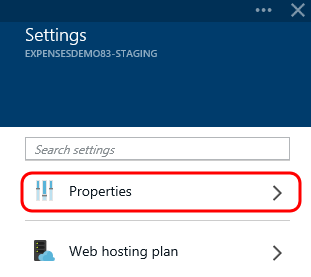 Settings
EXPENSESDEMO83-STAGING
Search settings
Properties
Web hosting plan